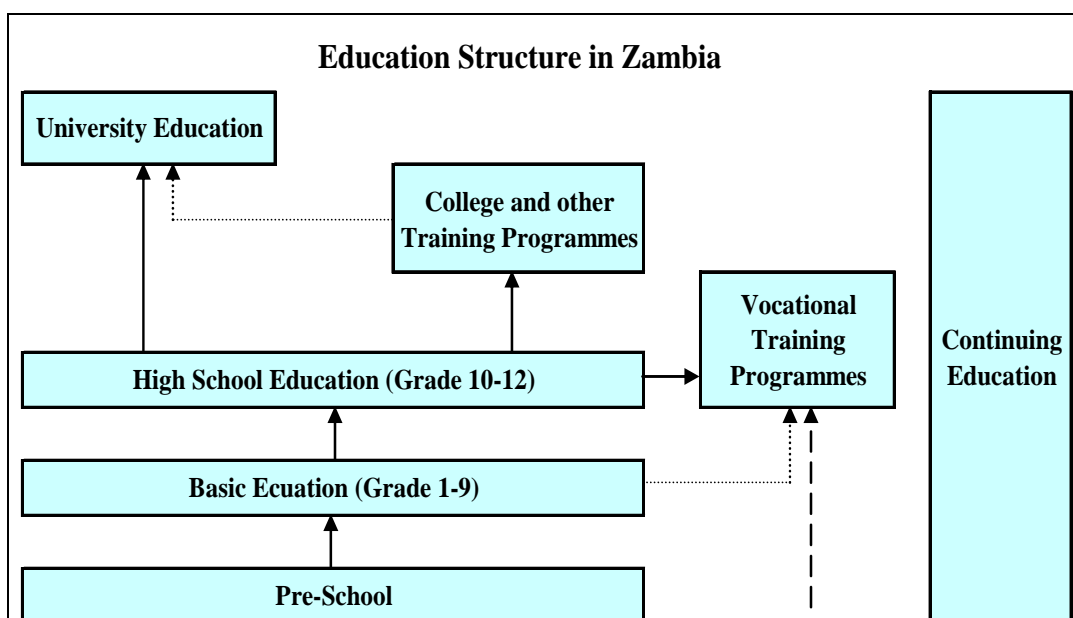 Education Structure in Zambia
University Education
College and other
Training Programmes
Vocational
Training
Programmes
Continuing
Education
High School Education (Grade 10-12)
Basic Ecuation (Grade 1-9)
Pre-School